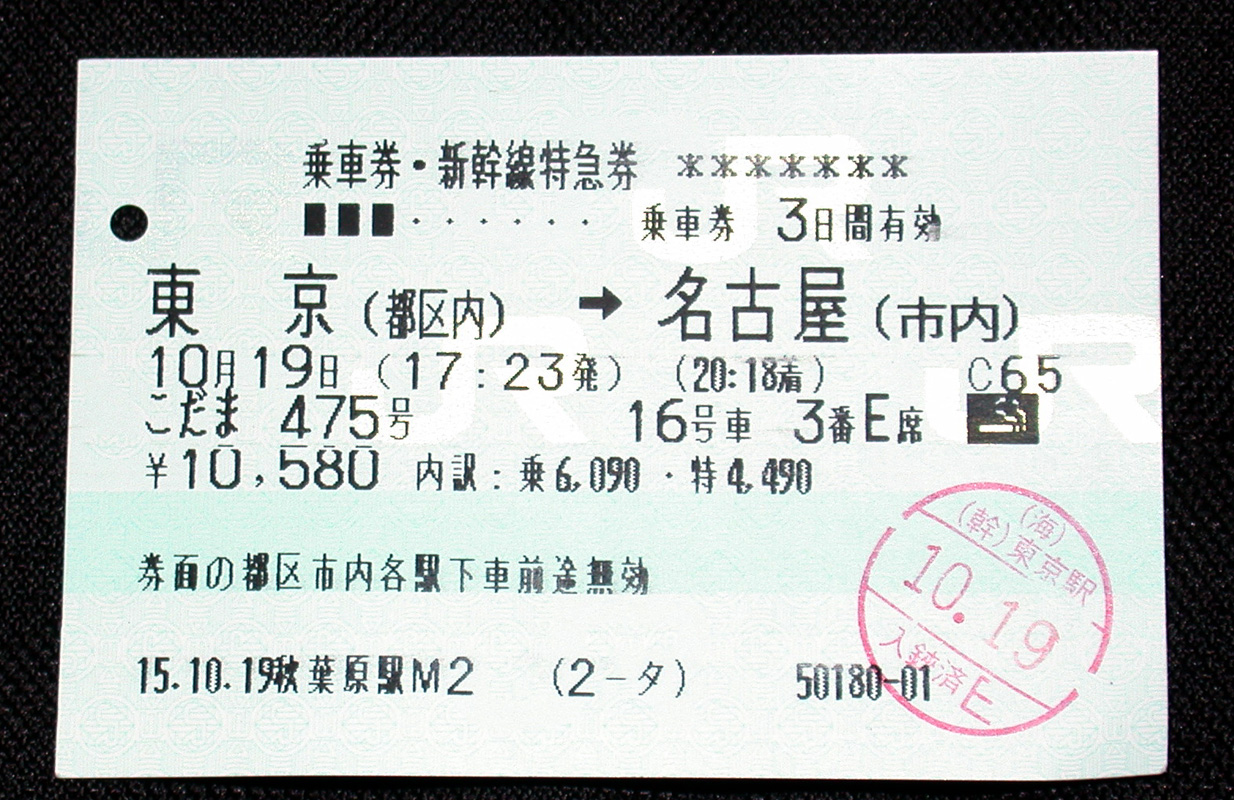 乗車券・新幹線特急券 *******
■■■・・・・・・ 乗車券 3日間有効
東 京(都区内) ➡ 名古屋(市内)
10月19日 (17:23発) (20:18着) C65
こだま 475号 16号車 3番E席
¥10,580 内訳:乗6,090・特4,490
券面の都区市内各駅下車前途無効
15.10.19秋葉原駅M2 (2-タ) 50180-01
(海)
(幹)東京駅
10.19
入鋏済E
JR
JR
JR